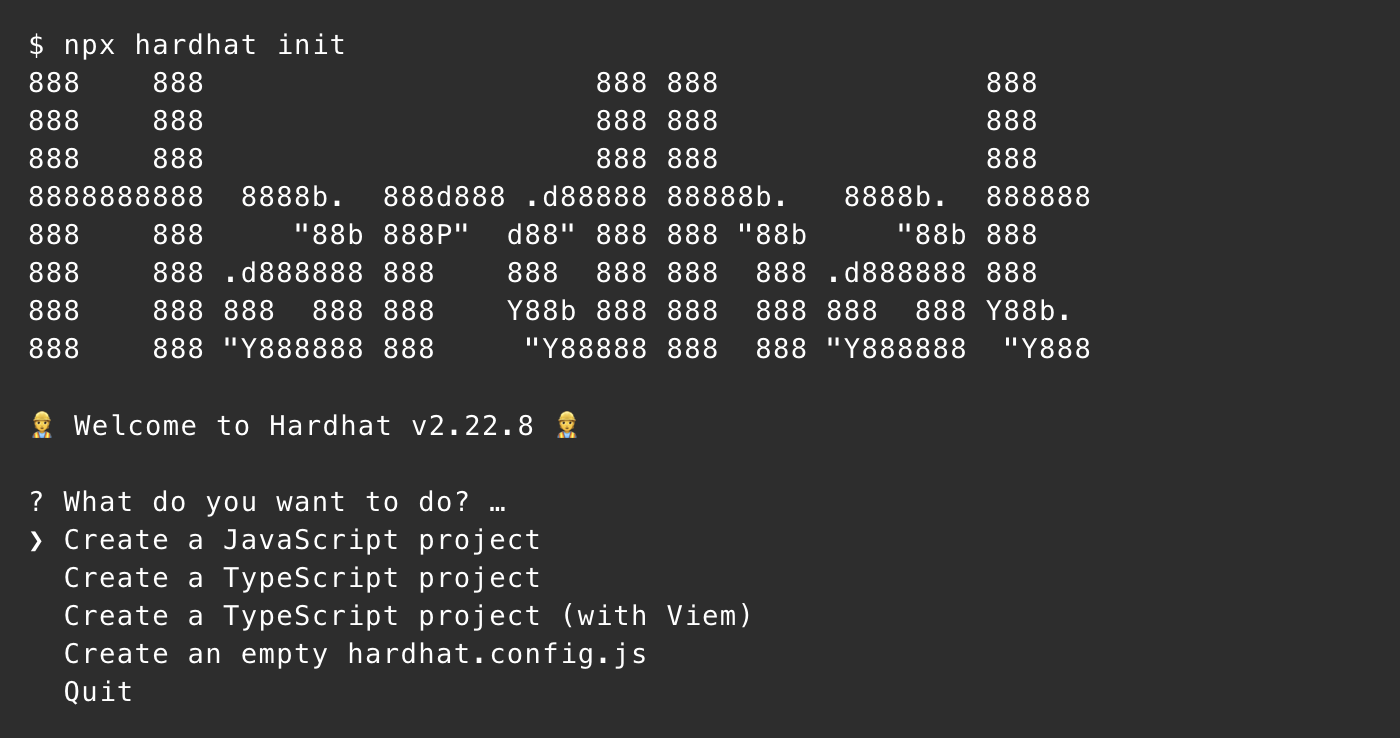 $ npx hardhat init
888    888                      888 888               888
888    888                      888 888               888
888    888                      888 888               888
8888888888  8888b.  888d888 .d88888 88888b.   8888b.  888888
888    888     "88b 888P"  d88" 888 888 "88b     "88b 888
888    888 .d888888 888    888  888 888  888 .d888888 888
888    888 888  888 888    Y88b 888 888  888 888  888 Y88b.
888    888 "Y888888 888     "Y88888 888  888 "Y888888  "Y888
👷 Welcome to Hardhat v2.22.8 👷
? What do you want to do? …
❯ Create a JavaScript project
  Create a TypeScript project
  Create a TypeScript project (with Viem)
  Create an empty hardhat.config.js
  Quit